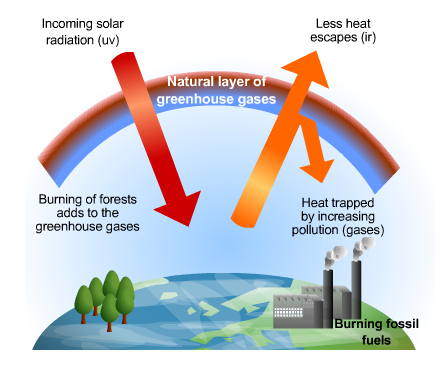 Incoming solar
radiation (uv)
Less heat
escapes (ir)
Natural layer of
greenhouse gases
Burning of forests
adds to the
greenhouse gases
Heat trapped
by increasing
pollution (gases)
Burning fossil
fuels